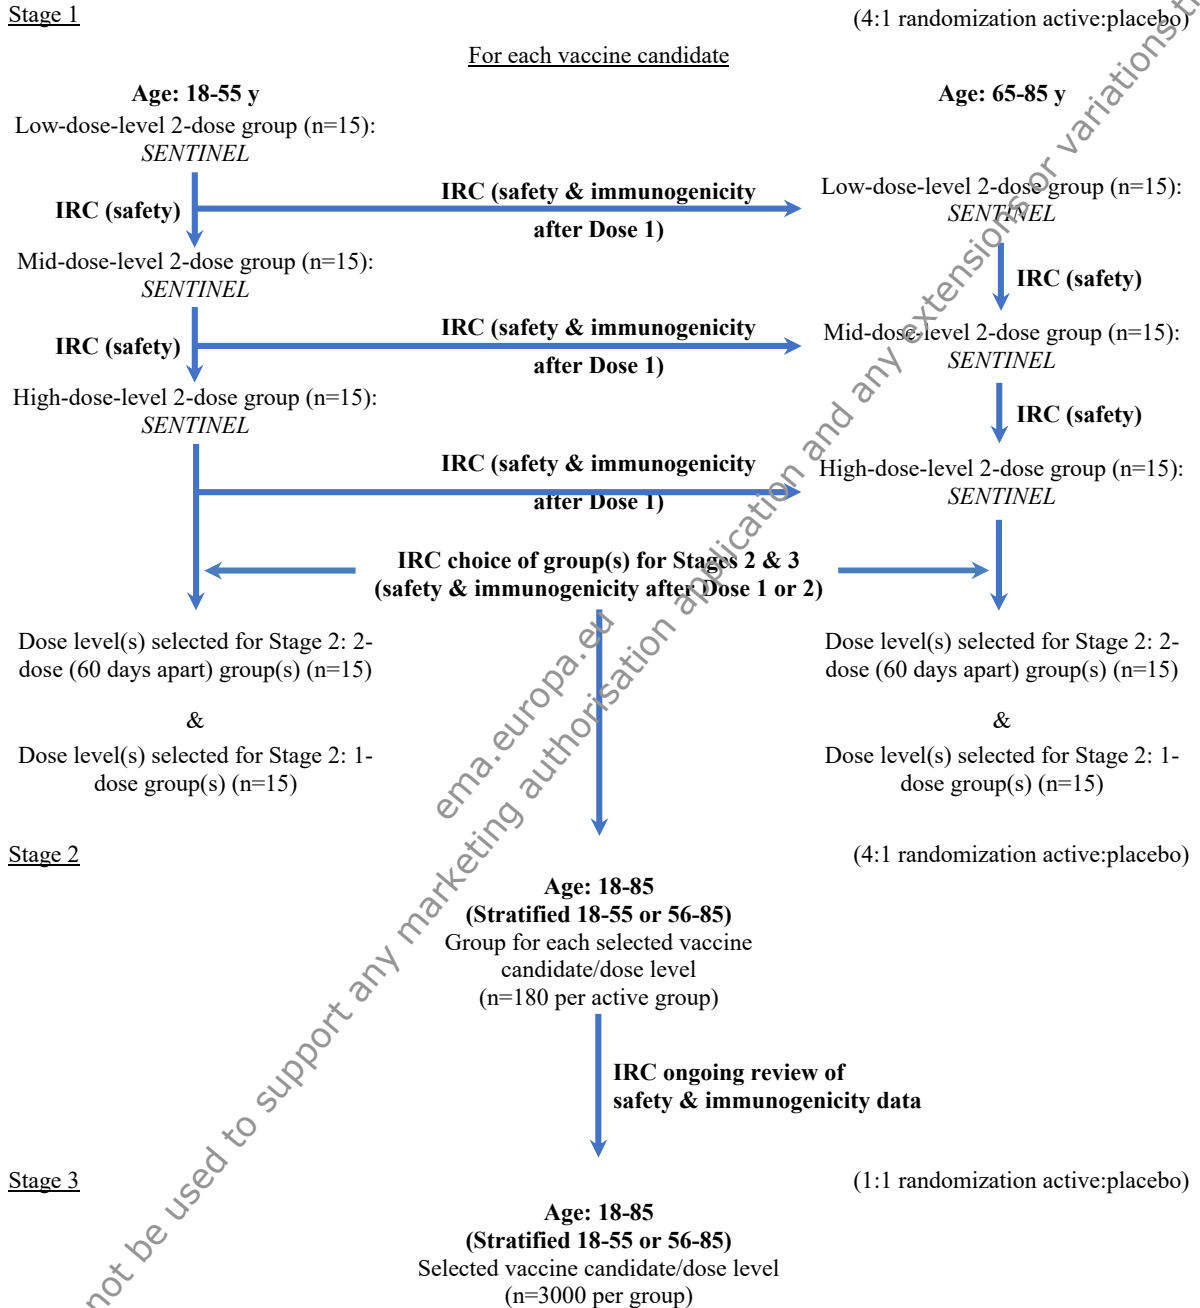 Stage 1
(4:1 randomization active:placebo)
For each vaccine candidate
Age: 18-55 y
Age: 65-85 y
Low-dose-level 2-dose group (n=15):
SENTINEL
IRC (safety)
IRC (safety & immunogenicity
after Dose 1)
Low-dose-level 2-dose group (n=15):
SENTINEL
Mid-dose-level 2-dose group (n=15):
SENTINEL
IRC (safety)
IRC (safety)
IRC (safety & immunogenicity
after Dose 1)
Mid-dose-level 2-dose group (n=15):
SENTINEL
High-dose-level 2-dose group (n=15):
SENTINEL
IRC (safety)
IRC (safety & immunogenicity
after Dose 1)
High-dose-level 2-dose group (n=15):
SENTINEL
IRC choice of group(s) for Stages 2 & 3
(safety & immunogenicity after Dose 1 or 2)
Dose level(s) selected for Stage 2: 2-
dose (60 days apart) group(s) (n=15)
&
Dose level(s) selected for Stage 2: 1-
dose group(s) (n=15)
Dose level(s) selected for Stage 2: 2-
dose (60 days apart) group(s) (n=15)
&
Dose level(s) selected for Stage 2: 1-
dose group(s) (n=15)
Stage 2
(4:1 randomization active:placebo)
Age: 18-85
(Stratified 18-55 or 56-85)
Group for each selected vaccine
candidate/dose level
(n=180 per active group)
IRC ongoing review of
safety & immunogenicity data
Stage 3
(1:1 randomization active:placebo)
Age: 18-85
(Stratified 18-55 or 56-85)
Selected vaccine candidate/dose level
(n=3000 per group)
ema.europa.eu
not be used to support any marketing authorisation application and any extensions or variations